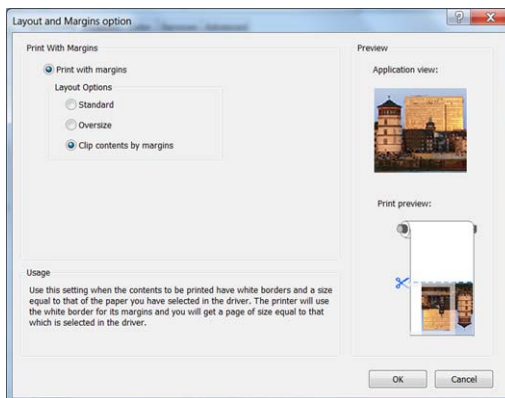 Layout and Margins option
Print With Margins
Print with margins
Layout Options
Standard
Oversize
Clip contents by margins
Usage
Use this setting when the contents to be printed have white borders and a size
equal to that of the paper you have selected in the driver. The printer will use
the white border for its margins and you will get a page of size equal to that
which is selected in the driver.
Preview
Application view:
Print preview:
OK
Cancel